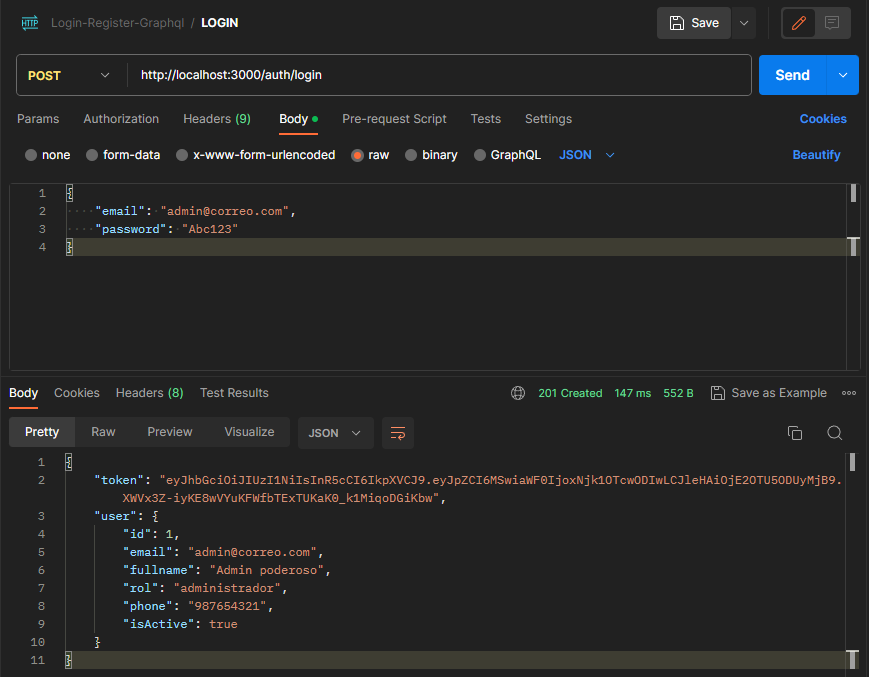 HTTP Login-Register-Graphql / LOGIN Save
POST http://localhost:3000/auth/login Send
Params Authorization Headers (9) Body Pre-request Script Tests Settings Cookies
none form-data x-www-form-urlencoded raw binary GraphQL JSON Beautify
1 {
2 "email": "admin@correo.com",
3 "password": "Abc123"
4 }
Body Cookies Headers (8) Test Results 201 Created 147 ms 552 B Save as Example
Pretty Raw Preview Visualize JSON
1 {
2 "token": "eyJhbGciOiJIUzI1NiIsInR5cCI6IkpXVCJ9.eyJpZCI6MSwiaWF0IjoxNjk1OTcwODIwLCJleHAiOjE2OTU5ODUyMjB9.
XWVx3Z-iyKE8wVYuKFWfbTExTUKaK0_k1MiqoDGiKbw",
3 "user": {
4 "id": 1,
5 "email": "admin@correo.com",
6 "fullname": "Admin poderoso",
7 "rol": "administrador",
8 "phone": "987654321",
9 "isActive": true
10 }
11 }